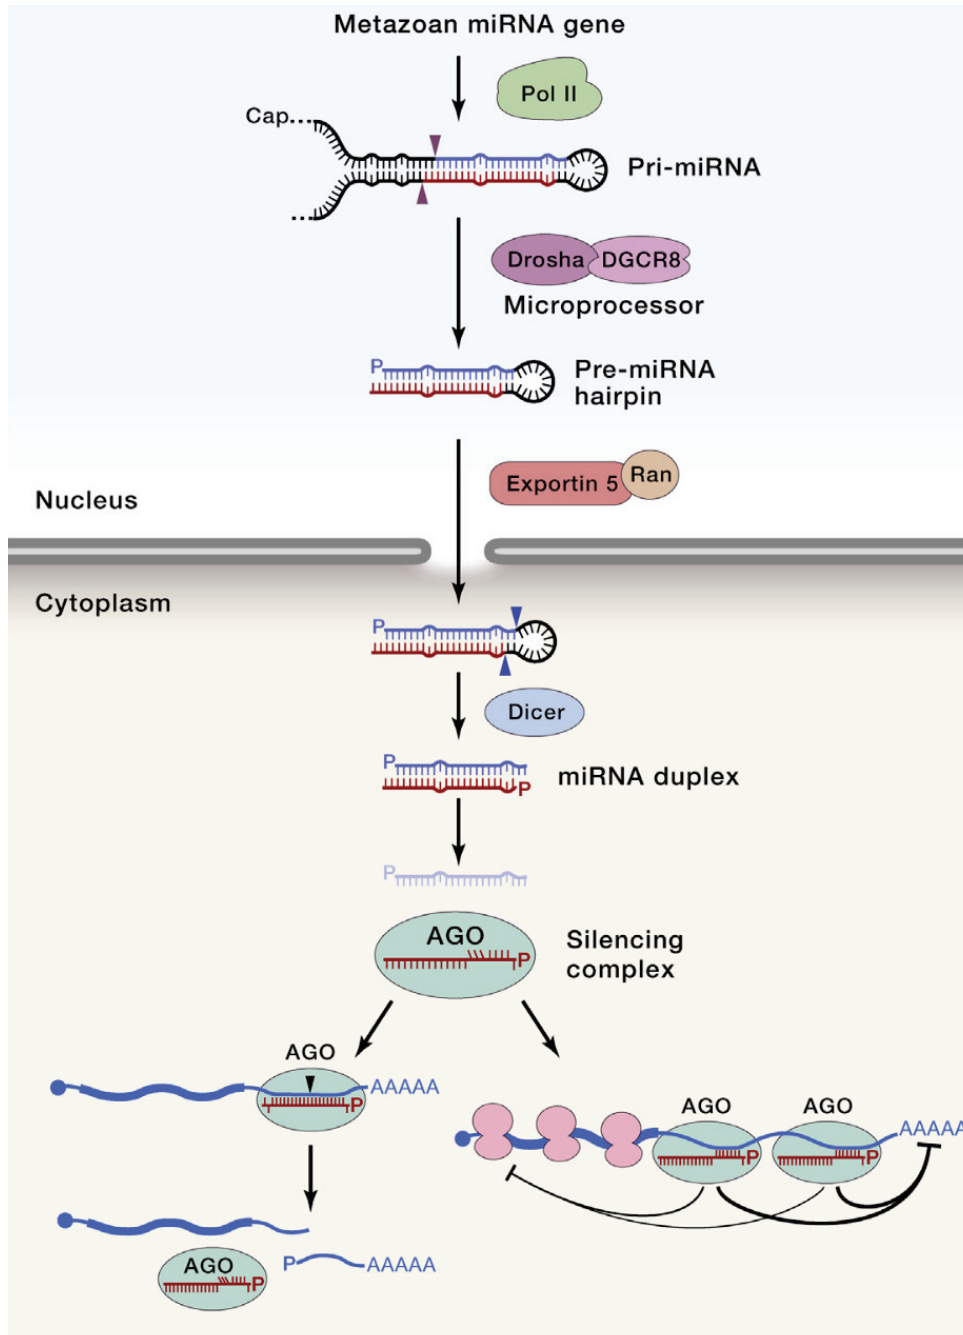 Metazoan miRNA gene
Pol II
Cap...
Pri-miRNA
...
Drosha
DGCR8
Microprocessor
P
Pre-miRNA
hairpin
Exportin 5
Ran
Nucleus
Cytoplasm
P
Dicer
P
miRNA duplex
P
P
AGO
Silencing
complex
P
AGO
AAAAA
P
AGO
AGO
AAAAA
P
P
AGO
P
P
AAAAA